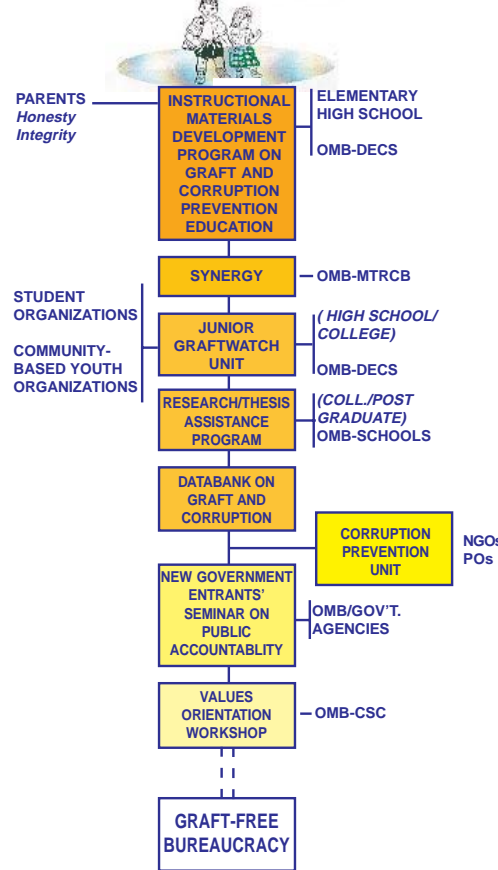 PARENTS
Honesty
Integrity
INSTRUCTIONAL
MATERIALS
DEVELOPMENT
PROGRAM ON
GRAFT AND
CORRUPTION
PREVENTION
EDUCATION
ELEMENTARY
HIGH SCHOOL
OMB-DECS
SYNERGY
OMB-MTRCB
STUDENT
ORGANIZATIONS
COMMUNITY-
BASED YOUTH
ORGANIZATIONS
JUNIOR
GRAFTWATCH
UNIT
( HIGH SCHOOL/
COLLEGE)
OMB-DECS
RESEARCH/THESIS
ASSISTANCE
PROGRAM
(COLL./POST
GRADUATE)
OMB-SCHOOLS
DATABANK ON
GRAFT AND
CORRUPTION
CORRUPTION
PREVENTION
UNIT
NGOs
POs
NEW GOVERNMENT
ENTRANTS'
SEMINAR ON
PUBLIC
ACCOUNTABLITY
OMB/GOV'T.
AGENCIES
VALUES
ORIENTATION
WORKSHOP
OMB-CSC
GRAFT-FREE
BUREAUCRACY